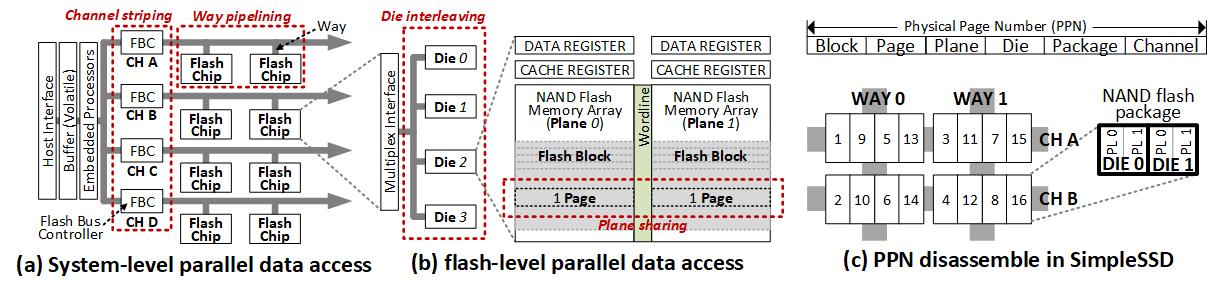 Channel striping
Way pipelining
Way
Host Interface
Buffer (Volatile)
Embedded Processors
FBC
CH A
Flash
Chip
Flash
Chip
FBC
CH B
Flash
Chip
Flash
Chip
FBC
CH C
Flash
Chip
Flash
Chip
FBC
CH D
Flash
Chip
Flash
Chip
Flash Bus
Controller
(a) System-level parallel data access
Die interleaving
Multiplex Interface
Die 0
Die 1
Die 2
Die 3
DATA REGISTER
DATA REGISTER
CACHE REGISTER
CACHE REGISTER
NAND Flash
Memory Array
(Plane 0)
Wordline
NAND Flash
Memory Array
(Plane 1)
Flash Block
Flash Block
1 Page
1 Page
Plane sharing
(b) flash-level parallel data access
Physical Page Number (PPN)
Block Page Plane Die Package Channel
WAY 0
WAY 1
1 9 5 13
3 11 7 15
CH A
2 10 6 14
4 12 8 16
CH B
NAND flash
package
PL 0
PL 1
PL 0
PL 1
DIE 0
DIE 1
(c) PPN disassemble in SimpleSSD